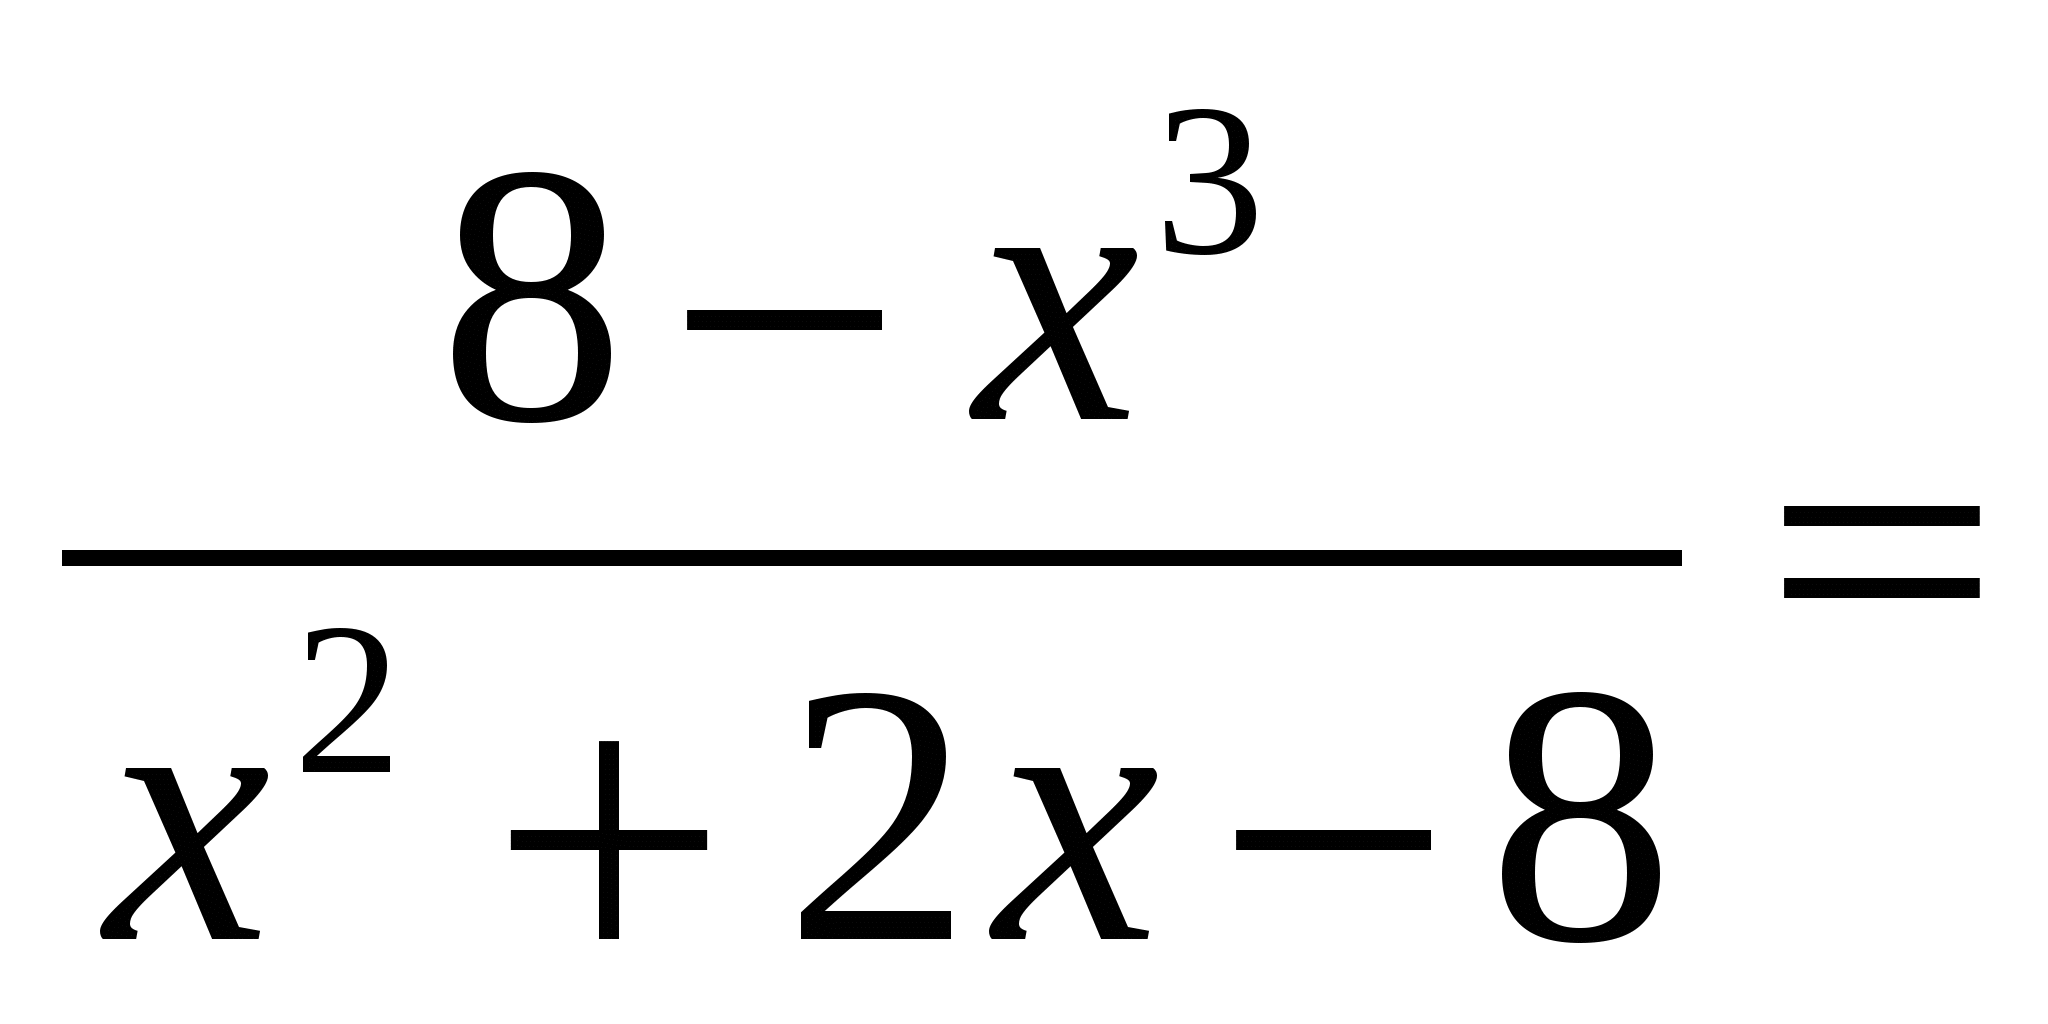 8 − x³
x² + 2x − 8 =